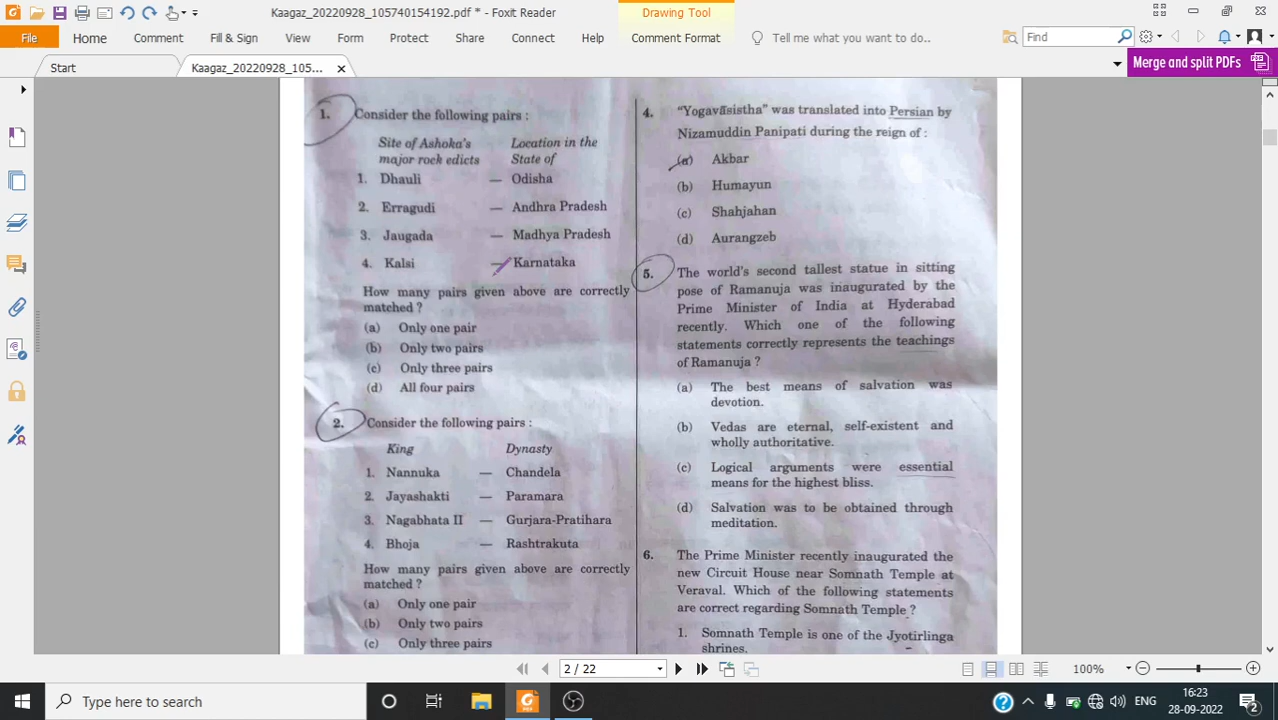 Kaagaz_20220928_105740154192.pdf * - Foxit Reader
Drawing Tool
File
Home
Comment
Fill & Sign
View
Form
Protect
Share
Connect
Help
Comment Format
Tell me what you want to do..
Find
Start
Kaagaz_20220928_105...
Merge and split PDFs
1. Consider the following pairs :
Site of Ashoka's Location in the
major rock edicts State of
1. Dhauli — Odisha
2. Erragudi — Andhra Pradesh
3. Jaugada — Madhya Pradesh
4. Kalsi — Karnataka
How many pairs given above are correctly
matched ?
(a) Only one pair
(b) Only two pairs
(c) Only three pairs
(d) All four pairs
2. Consider the following pairs :
King Dynasty
1. Nannuka — Chandela
2. Jayashakti — Paramara
3. Nagabhata II — Gurjara-Pratihara
4. Bhoja — Rashtrakuta
How many pairs given above are correctly
matched ?
(a) Only one pair
(b) Only two pairs
(c) Only three pairs
4. "Yogavāsistha" was translated into Persian by
Nizamuddin Panipati during the reign of :
(a) Akbar
(b) Humayun
(c) Shahjahan
(d) Aurangzeb
5. The world's second tallest statue in sitting
pose of Ramanuja was inaugurated by the
Prime Minister of India at Hyderabad
recently. Which one of the following
statements correctly represents the teachings
of Ramanuja ?
(a) The best means of salvation was
devotion.
(b) Vedas are eternal, self-existent and
wholly authoritative.
(c) Logical arguments were essential
means for the highest bliss.
(d) Salvation was to be obtained through
meditation.
6. The Prime Minister recently inaugurated the
new Circuit House near Somnath Temple at
Veraval. Which of the following statements
are correct regarding Somnath Temple ?
1. Somnath Temple is one of the Jyotirlinga
shrines.
2 / 22
100%
Type here to search
ENG
16:23
28-09-2022
2